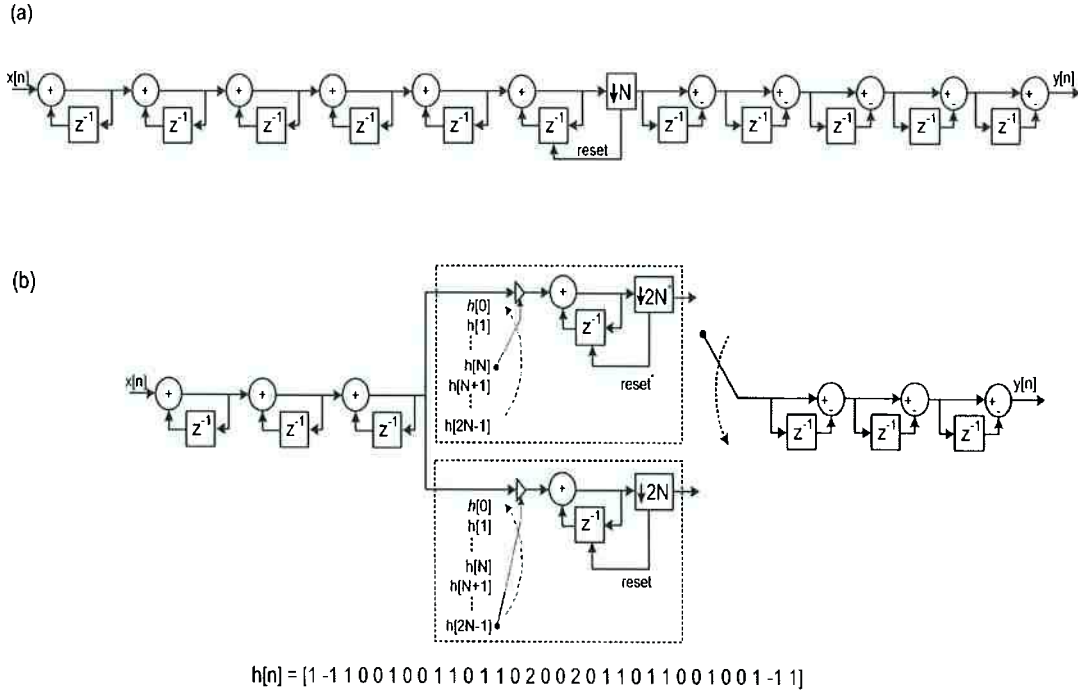 (a)
x[n] + + + + + + ↓N + - + - + - + - + - y[n]
z⁻¹ z⁻¹ z⁻¹ z⁻¹ z⁻¹ z⁻¹ z⁻¹ z⁻¹ z⁻¹ z⁻¹ z⁻¹
reset
(b)
h[0] + ↓2N
h[1] z⁻¹
h[N]
h[N+1] reset
h[2N-1]
x[n] + + + + - + - + - y[n]
z⁻¹ z⁻¹ z⁻¹ z⁻¹ z⁻¹ z⁻¹
h[0] + ↓2N
h[1] z⁻¹
h[N]
h[N+1] reset
h[2N-1]
h[n] = [1 -1 1 0 0 1 0 0 1 1 0 1 1 0 2 0 0 2 0 1 1 0 1 1 0 0 1 0 0 1 -1 1]